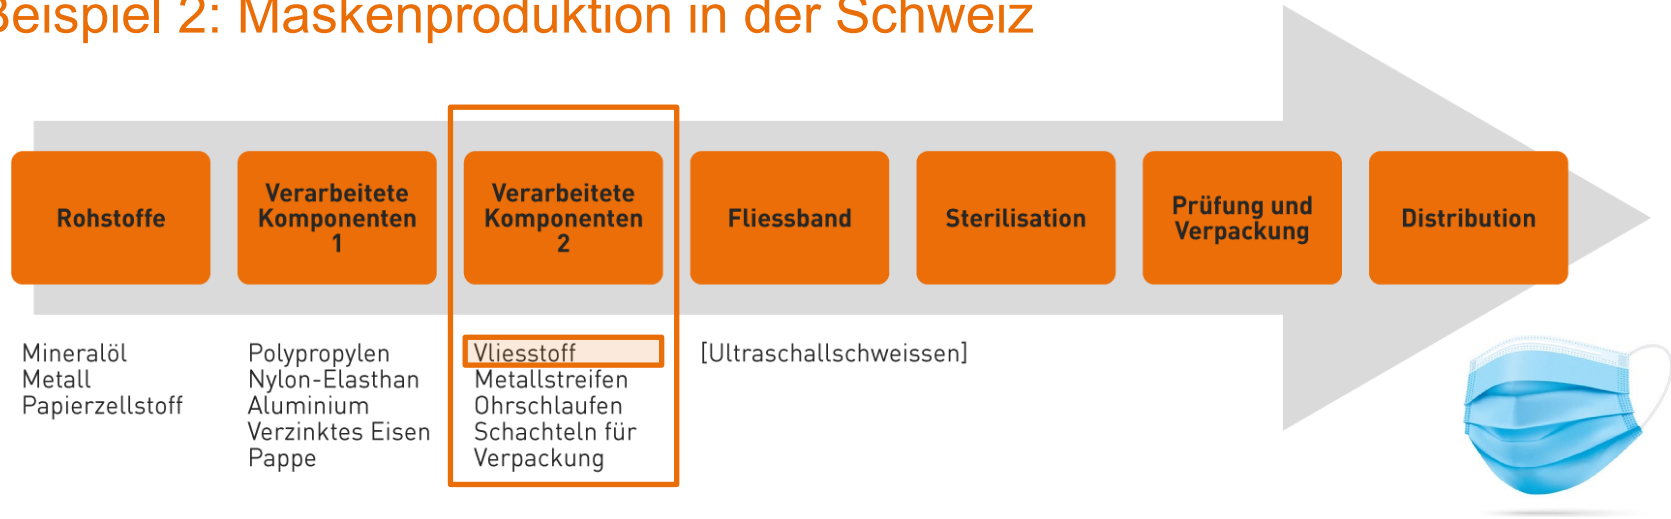 Beispiel 2: Maskenproduktion in der Schweiz
Rohstoffe
Verarbeitete
Komponenten
1
Verarbeitete
Komponenten
2
Fliessband
Sterilisation
Prüfung und
Verpackung
Distribution
Mineralöl
Metall
Papierzellstoff
Polypropylen
Nylon-Elasthan
Aluminium
Verzinktes Eisen
Pappe
Vliesstoff
Metallstreifen
Ohrschlaufen
Schachteln für
Verpackung
[Ultraschallschweissen]